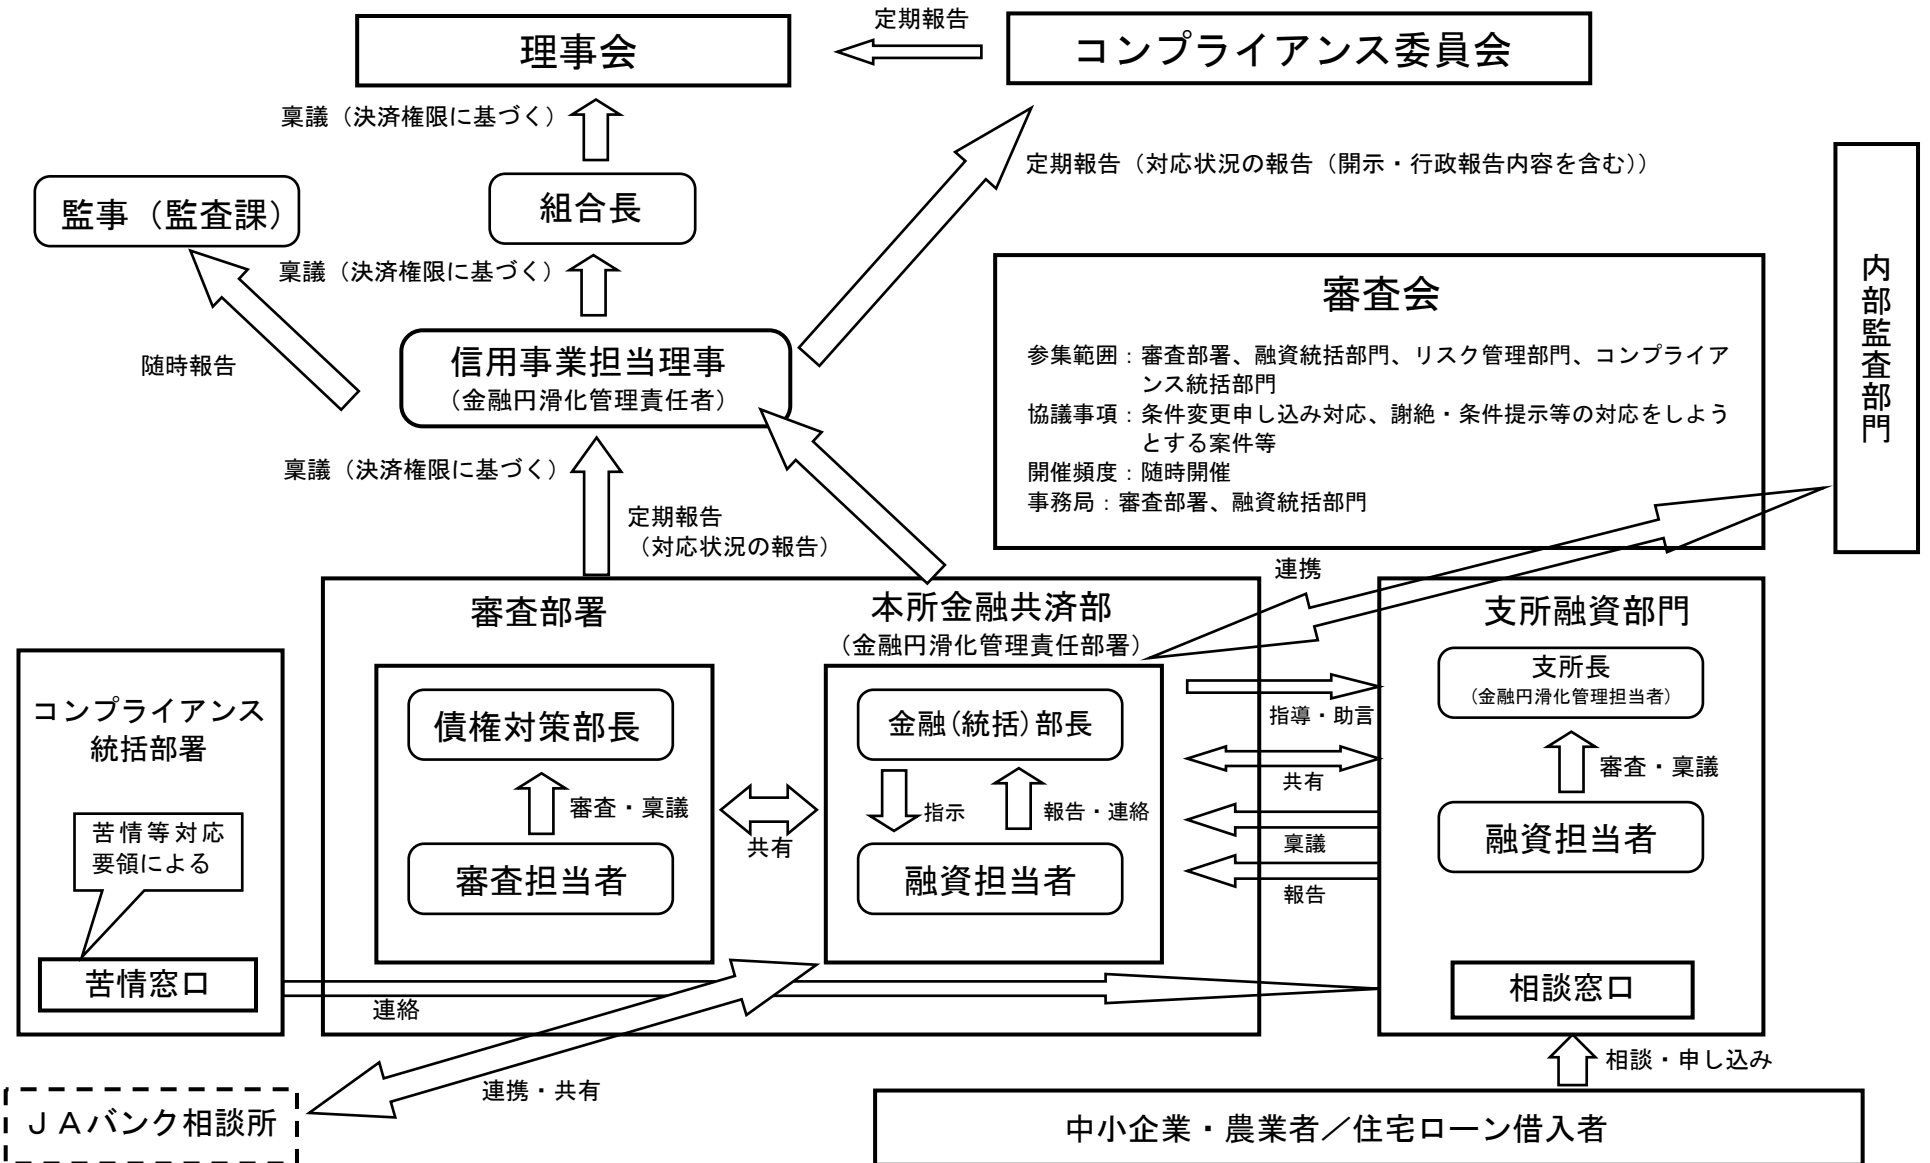 定期報告
理事会
コンプライアンス委員会
稟議（決済権限に基づく）
定期報告（対応状況の報告（開示・行政報告内容を含む））
監事（監査課）
組合長
稟議（決済権限に基づく）
内部監査部門
審査会
参集範囲：審査部署、融資統括部門、リスク管理部門、コンプライア
ンス統括部門
協議事項：条件変更申し込み対応、謝絶・条件提示等の対応をしよう
とする案件等
開催頻度：随時開催
事務局：審査部署、融資統括部門
随時報告
信用事業担当理事
（金融円滑化管理責任者）
稟議（決済権限に基づく）
定期報告
（対応状況の報告）
連携
審査部署
本所金融共済部
（金融円滑化管理責任部署）
支所融資部門
コンプライアンス
統括部署
債権対策部長
金融(統括)部長
支所長
（金融円滑化管理担当者）
指導・助言
共有
審査・稟議
審査・稟議
共有
指示
報告・連絡
稟議
報告
苦情等対応
要領による
審査担当者
融資担当者
融資担当者
苦情窓口
連絡
相談窓口
相談・申し込み
連携・共有
ＪＡバンク相談所
中小企業・農業者／住宅ローン借入者